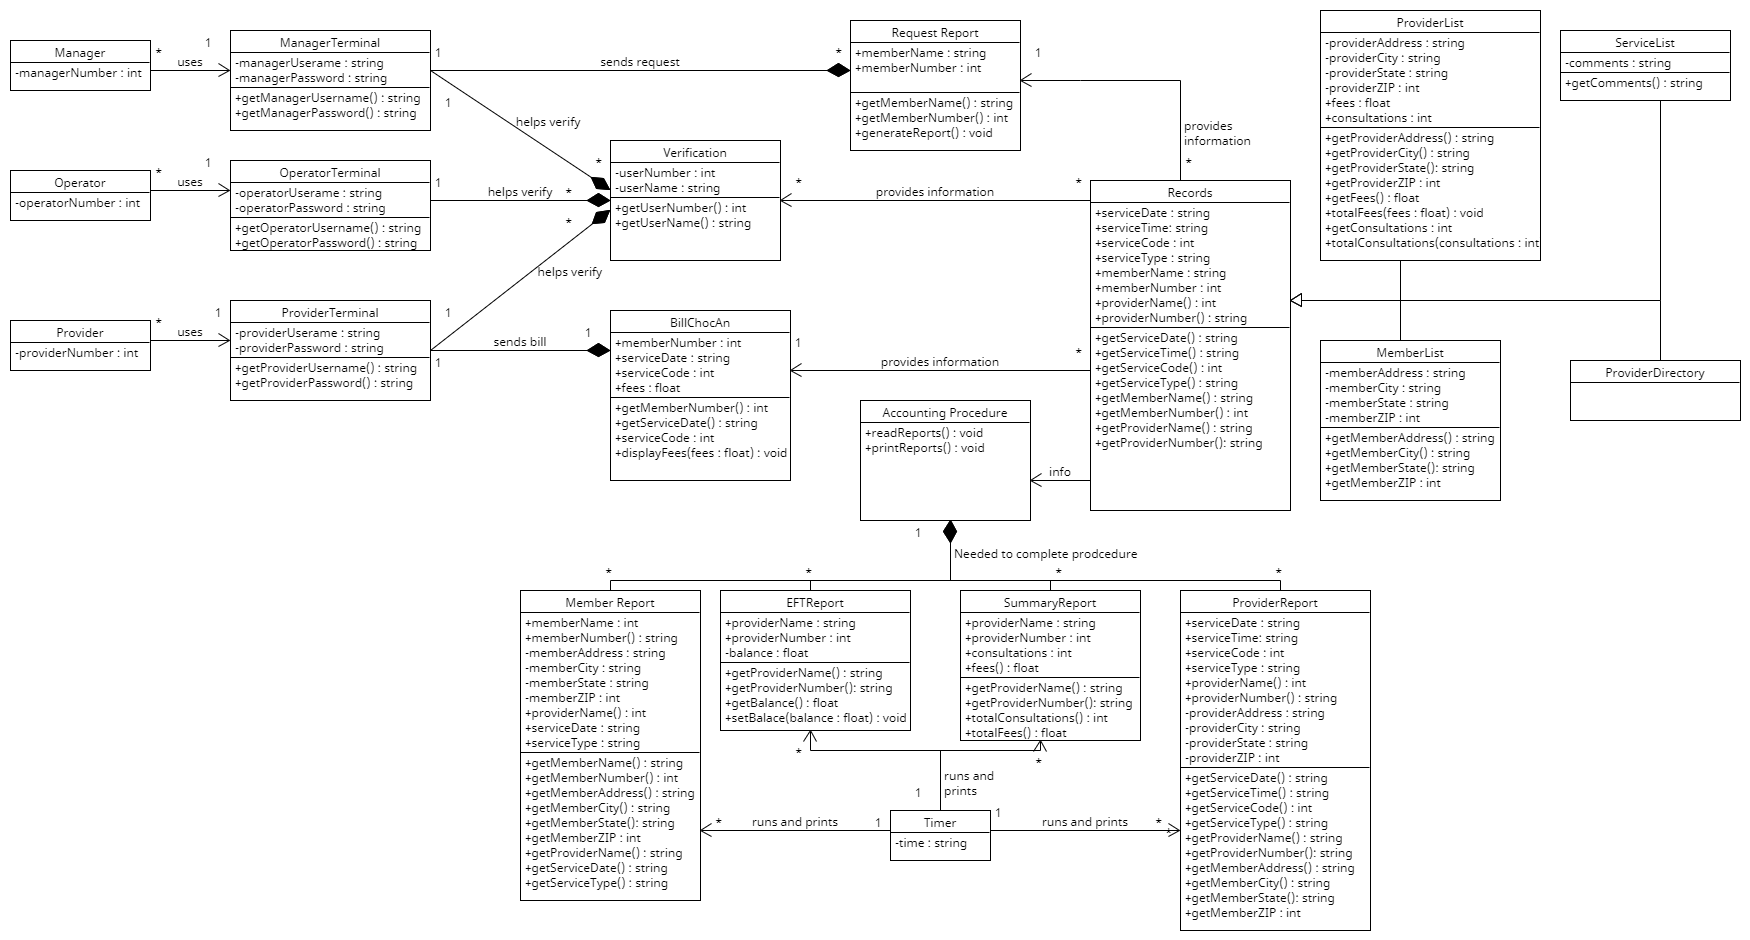 Manager
-managerNumber : int
*
1
uses
ManagerTerminal
-managerUserame : string
-managerPassword : string
+getManagerUsername() : string
+getManagerPassword() : string
1
sends request
*
1
helps verify
*
Request Report
+memberName : string
+memberNumber : int
+getMemberName() : string
+getMemberNumber() : int
+generateReport() : void
1
provides
information
*
ProviderList
-providerAddress : string
-providerCity : string
-providerState : string
-providerZIP : int
+fees : float
+consultations : int
+getProviderAddress() : string
+getProviderCity() : string
+getProviderState(): string
+getProviderZIP : int
+getFees() : float
+totalFees(fees : float) : void
+getConsultations : int
+totalConsultations(consultations : int
ServiceList
-comments : string
+getComments() : string
Operator
-operatorNumber : int
*
1
uses
OperatorTerminal
-operatorUserame : string
-operatorPassword : string
+getOperatorUsername() : string
+getOperatorPassword() : string
1
helps verify
*
Verification
-userNumber : int
-userName : string
+getUserNumber() : int
+getUserName() : string
*
provides information
*
Records
+serviceDate : string
+serviceTime: string
+serviceCode : int
+serviceType : string
+memberName : string
+memberNumber : int
+providerName() : int
+providerNumber() : string
+getServiceDate() : string
+getServiceTime() : string
+getServiceCode() : int
+getServiceType() : string
+getMemberName() : string
+getMemberNumber() : int
+getProviderName() : string
+getProviderNumber(): string
Provider
-providerNumber : int
*
1
uses
ProviderTerminal
-providerUserame : string
-providerPassword : string
+getProviderUsername() : string
+getProviderPassword() : string
1
helps verify
*
1
sends bill
1
BillChocAn
+memberNumber : int
+serviceDate : string
+serviceCode : int
+fees : float
+getMemberNumber() : int
+getServiceDate() : string
+serviceCode : int
+displayFees(fees : float) : void
1
provides information
*
MemberList
-memberAddress : string
-memberCity : string
-memberState : string
-memberZIP : int
+getMemberAddress() : string
+getMemberCity() : string
+getMemberState(): string
+getMemberZIP : int
ProviderDirectory
Accounting Procedure
+readReports() : void
+printReports() : void
info
1
Needed to complete prodcedure
*
*
*
*
Member Report
+memberName : int
+memberNumber() : string
-memberAddress : string
-memberCity : string
-memberState : string
-memberZIP : int
+providerName() : int
+serviceDate : string
+serviceType : string
+getMemberName() : string
+getMemberNumber() : int
+getMemberAddress() : string
+getMemberCity() : string
+getMemberState(): string
+getMemberZIP : int
+getProviderName() : string
+getServiceDate() : string
+getServiceType() : string
EFTReport
+providerName : string
+providerNumber : int
-balance : float
+getProviderName() : string
+getProviderNumber(): string
+getBalance() : float
+setBalace(balance : float) : void
SummaryReport
+providerName : string
+providerNumber : int
+consultations : int
+fees() : float
+getProviderName() : string
+getProviderNumber(): string
+totalConsultations() : int
+totalFees() : float
ProviderReport
+serviceDate : string
+serviceTime: string
+serviceCode : int
+serviceType : string
+providerName() : int
+providerNumber() : string
-providerAddress : string
-providerCity : string
-providerState : string
-providerZIP : int
+getServiceDate() : string
+getServiceTime() : string
+getServiceCode() : int
+getServiceType() : string
+getProviderName() : string
+getProviderNumber(): string
+getMemberAddress() : string
+getMemberCity() : string
+getMemberState(): string
+getMemberZIP : int
*
*
runs and
prints
1
Timer
-time : string
*
runs and prints
1
1
runs and prints
*
*